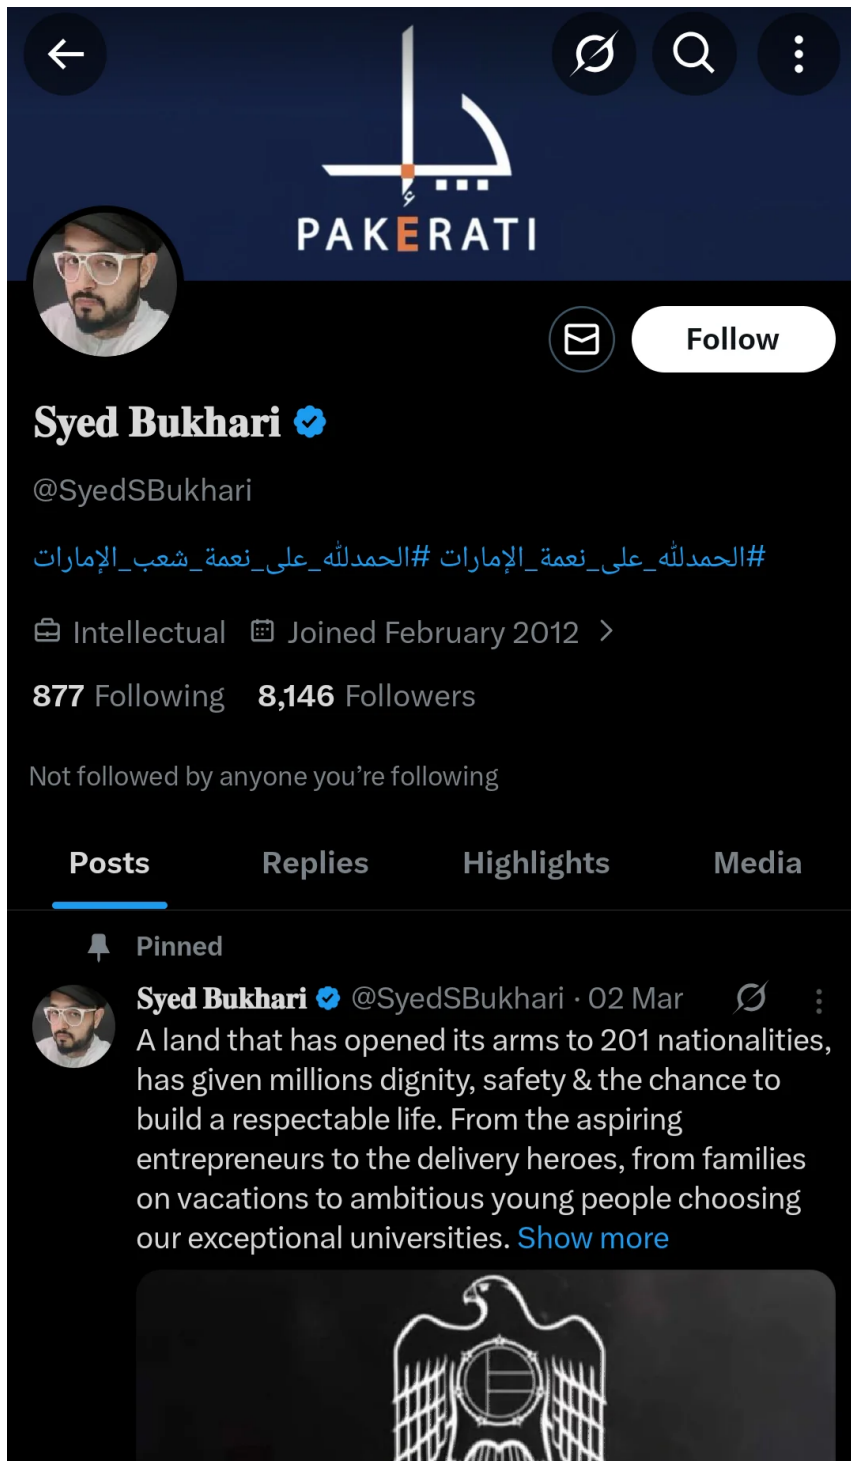 PAKERATI
Follow
Syed Bukhari
@SyedSBukhari
#الحمدلله_على_نعمة_الإمارات #الحمدلله_على_نعمة_شعب_الإمارات
Intellectual Joined February 2012
877 Following 8,146 Followers
Not followed by anyone you’re following
Posts Replies Highlights Media
Pinned
Syed Bukhari @SyedSBukhari · 02 Mar
A land that has opened its arms to 201 nationalities,
has given millions dignity, safety & the chance to
build a respectable life. From the aspiring
entrepreneurs to the delivery heroes, from families
on vacations to ambitious young people choosing
our exceptional universities. Show more